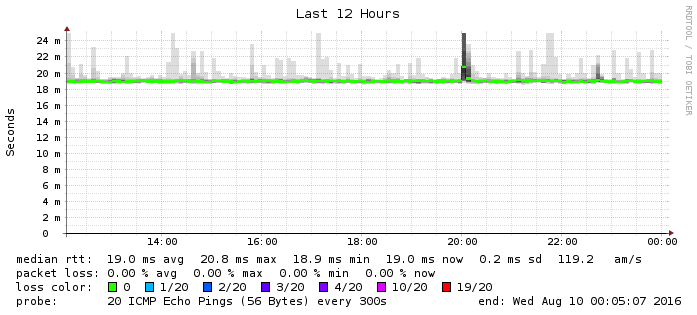 Last 12 Hours
RRDTOOL / TOBI OETIKER
Seconds
24 m
22 m
20 m
18 m
16 m
14 m
12 m
10 m
8 m
6 m
4 m
2 m
0
14:00 16:00 18:00 20:00 22:00 00:00
median rtt: 19.0 ms avg 20.8 ms max 18.9 ms min 19.0 ms now 0.2 ms sd 119.2 am/s
packet loss: 0.00 % avg 0.00 % max 0.00 % min 0.00 % now
loss color: 0 1/20 2/20 3/20 4/20 10/20 19/20
probe: 20 ICMP Echo Pings (56 Bytes) every 300s end: Wed Aug 10 00:05:07 2016